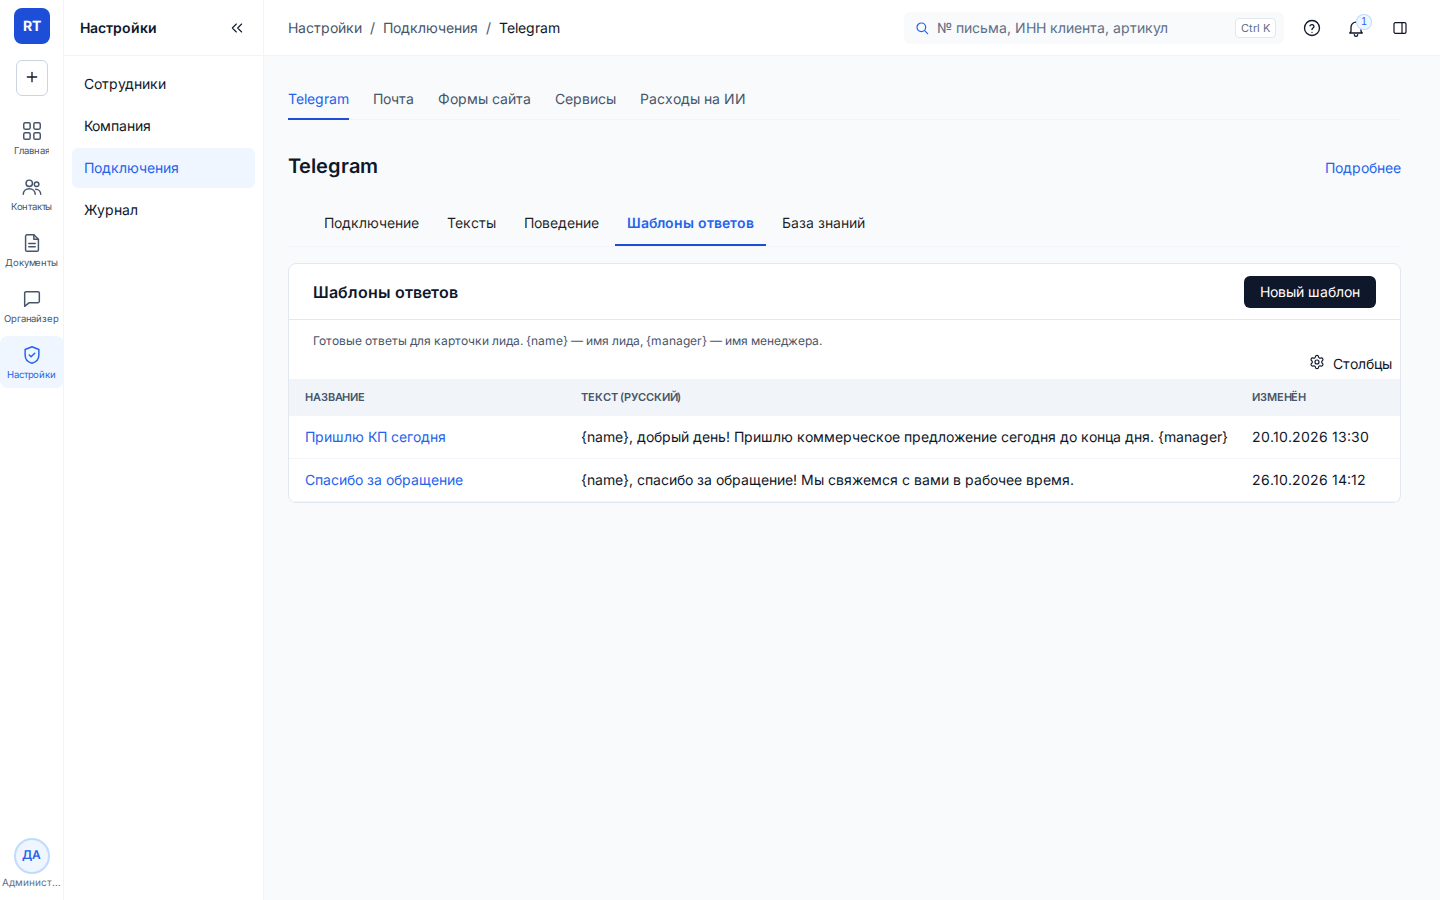 RT
Настройки
Настройки / Подключения / Telegram
№ письма, ИНН клиента, артикул
Ctrl K
1
Главная
Контакты
Документы
Органайзер
Настройки
ДА
Админист...
Сотрудники
Компания
Подключения
Журнал
Telegram Почта Формы сайта Сервисы Расходы на ИИ
Telegram
Подробнее
Подключение Тексты Поведение Шаблоны ответов База знаний
Шаблоны ответов
Новый шаблон
Готовые ответы для карточки лида. {name} — имя лида, {manager} — имя менеджера.
Столбцы
НАЗВАНИЕ ТЕКСТ (РУССКИЙ) ИЗМЕНЁН
Пришлю КП сегодня {name}, добрый день! Пришлю коммерческое предложение сегодня до конца дня. {manager} 20.10.2026 13:30
Спасибо за обращение {name}, спасибо за обращение! Мы свяжемся с вами в рабочее время. 26.10.2026 14:12